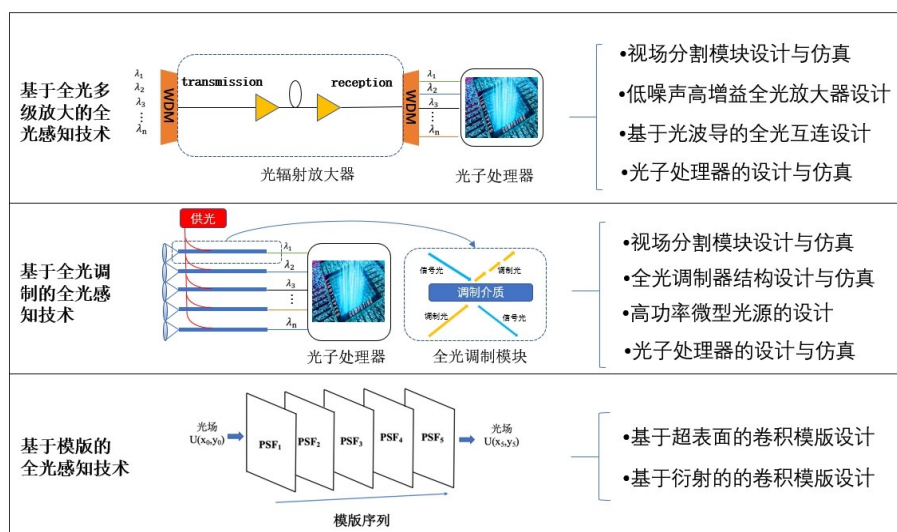 基于全光多
级放大的全
光感知技术
λ₁
λ₂
λ₃
⋮
λₙ
WDM
transmission
reception
WDM
λ₁
λ₂
λ₃
⋮
λₙ
光辐射放大器
光子处理器
•视场分割模块设计与仿真
•低噪声高增益全光放大器设计
•基于光波导的全光互连设计
•光子处理器的设计与仿真
基于全光调
制的全光感
知技术
供光
λ₁
λ₂
λ₃
⋮
λₙ
光子处理器
信号光
调制光
调制介质
调制光
信号光
全光调制模块
•视场分割模块设计与仿真
•全光调制器结构设计与仿真
•高功率微型光源的设计
•光子处理器的设计与仿真
基于模版的
全光感知技术
光场
U(x₀,y₀)
PSF₁
PSF₂
PSF₃
PSF₄
PSF₅
光场
U(x₅,y₅)
模版序列
•基于超表面的卷积模版设计
•基于衍射的的卷积模版设计